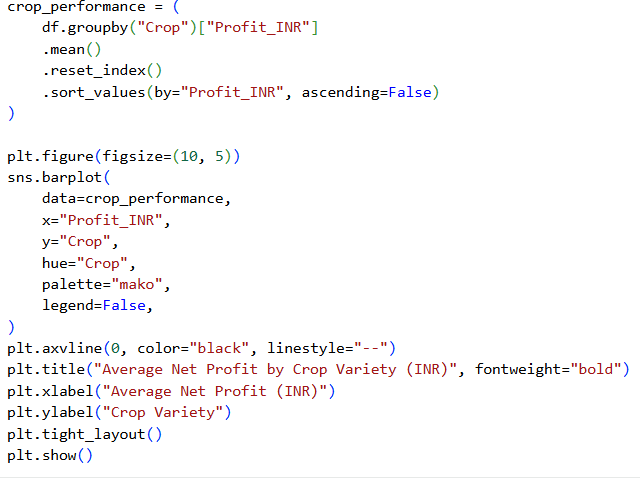 crop_performance = (
    df.groupby("Crop")["Profit_INR"]
    .mean()
    .reset_index()
    .sort_values(by="Profit_INR", ascending=False)
)

plt.figure(figsize=(10, 5))
sns.barplot(
    data=crop_performance,
    x="Profit_INR",
    y="Crop",
    hue="Crop",
    palette="mako",
    legend=False,
)
plt.axvline(0, color="black", linestyle="--")
plt.title("Average Net Profit by Crop Variety (INR)", fontweight="bold")
plt.xlabel("Average Net Profit (INR)")
plt.ylabel("Crop Variety")
plt.tight_layout()
plt.show()